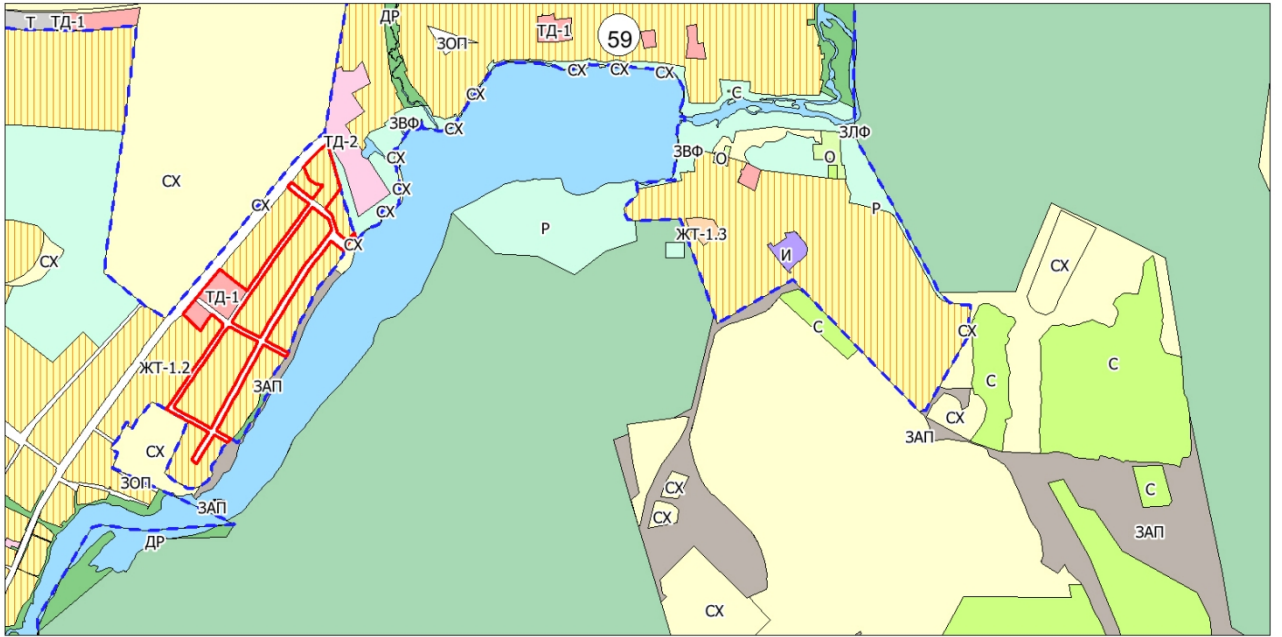 Т ТД-1
ДР
ЗОП
ТД-1
59
СХ
СХ
СХ
СХ
С
ЗВФ
СХ
ЗЛФ
ТД-2
СХ
ЗВФ
О
О
СХ
СХ
СХ
СХ
Р
Р
ЖТ-1.3
СХ
СХ
И
СХ
ТД-1
С
СХ
ЖТ-1.2
С
С
ЗАП
СХ
ЗАП
СХ
ЗОП
СХ
С
ЗАП
СХ
ЗАП
ДР
СХ